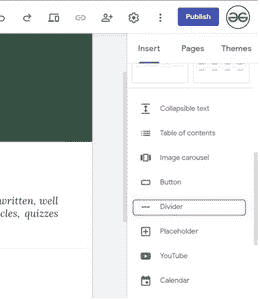 Publish
Insert Pages Themes
Collapsible text
Table of contents
Image carousel
Button
written, well
cles, quizzes
Divider
Placeholder
YouTube
Calendar